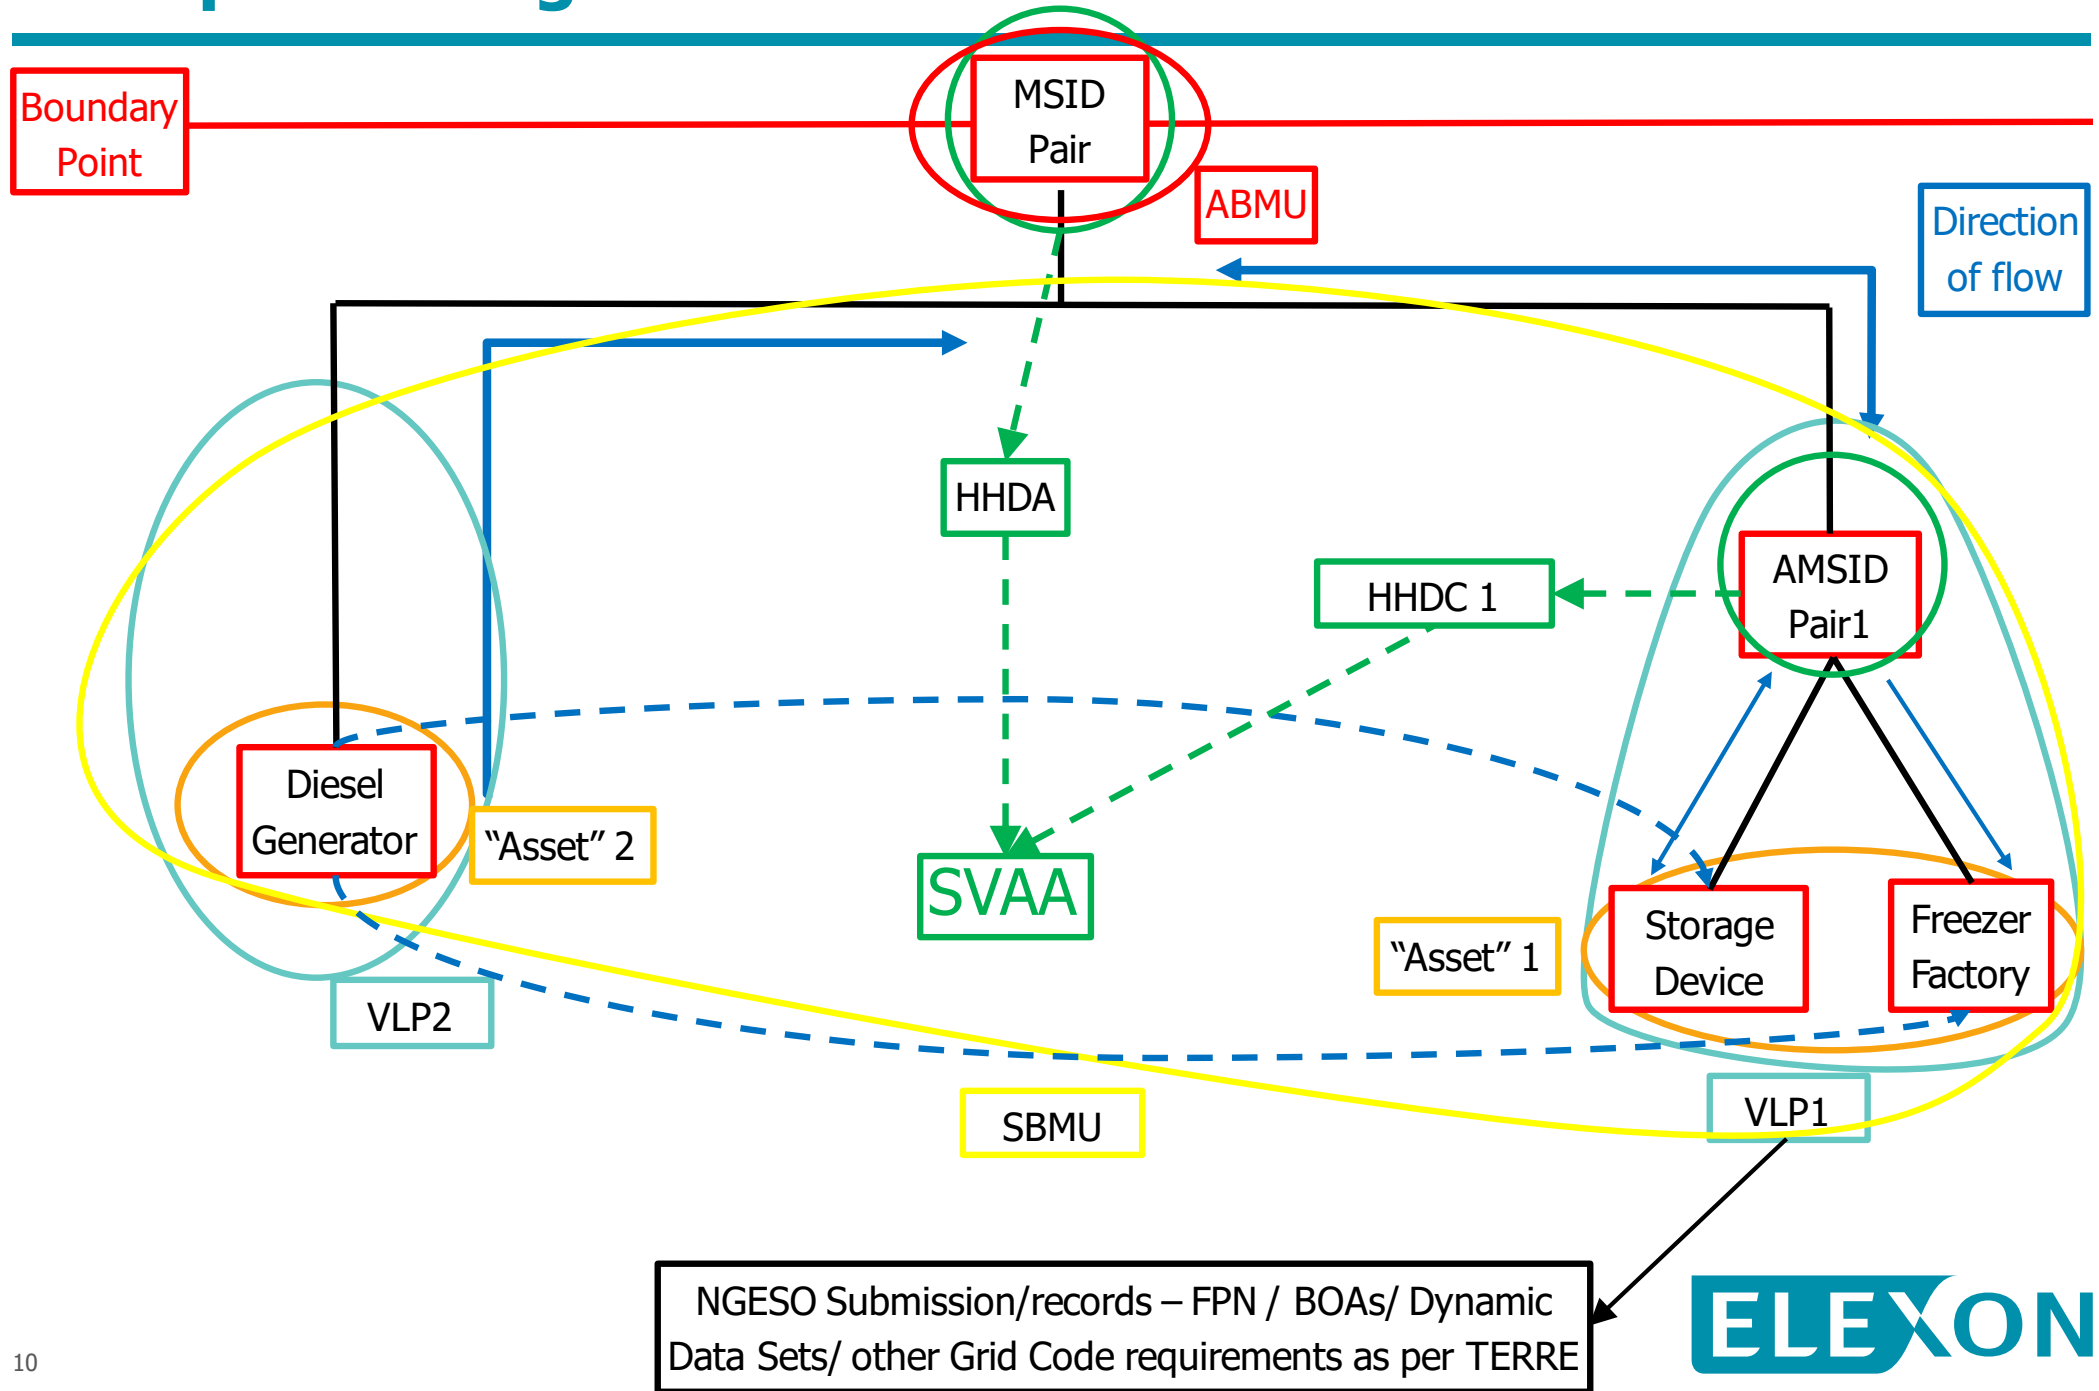 Boundary
Point
MSID
Pair
ABMU
Direction
of flow
HHDA
HHDC 1
AMSID
Pair1
Diesel
Generator
“Asset” 2
SVAA
“Asset” 1
Storage
Device
Freezer
Factory
VLP2
SBMU
VLP1
NGESO Submission/records – FPN / BOAs/ Dynamic
Data Sets/ other Grid Code requirements as per TERRE
ELEXON
10